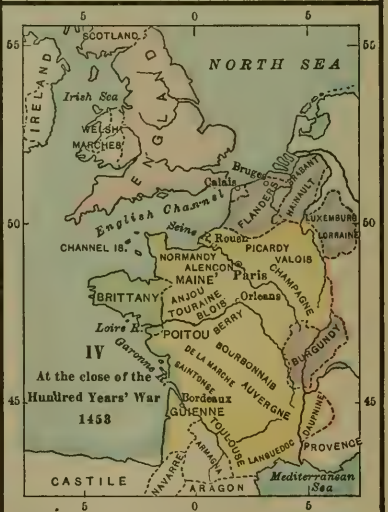 5 0 5
55 55
SCOTLAND
NORTH SEA
IRELAND
Irish Sea
ENGLAND
WELSH
MARCHES
Bruges
BRABANT
Calais
FLANDERS
HAINAULT
English Channel
LUXEMBURG
50 50
Seine
Rouen
LORRAINE
CHANNEL IS.
PICARDY
NORMANDY
VALOIS
ALENCON
Paris
MAINE
CHAMPAGNE
BRITTANY
ANJOU
Orleans
TOURAINE
BLOIS
Loire R.
BERRY
POITOU
BURGUNDY
IV
BOURBONNAIS
Garonne R.
At the close of the
DE LA MARCHE
Hundred Years' War
SAINTONGE
AUVERGNE
45 45
1453
Bordeaux
DAUPHINE
GUIENNE
TOULOUSE
PROVENCE
ARMAGNAC
LANGUEDOC
NAVARRE
Mediterranean
Sea
CASTILE
ARAGON
5 0 5